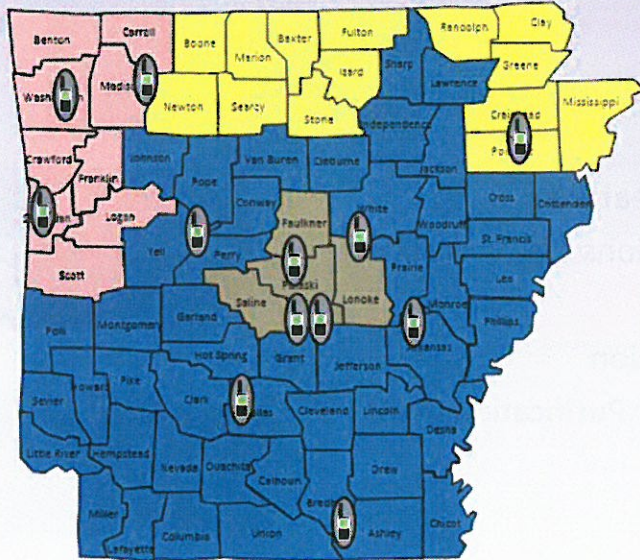 Benton
Carroll
Boone
Marion
Baxter
Fulton
Izard
Sharp
Randolph
Clay
Greene
Lawrence
Mississippi
Newton
Searcy
Stone
Independence
Crawford
Franklin
Johnson
Pope
Van Buren
Cleburne
Jackson
Logan
Conway
Faulkner
White
Woodruff
Cross
Crittenden
St. Francis
Scott
Yell
Perry
Pulaski
Saline
Lonoke
Prairie
Monroe
Lee
Phillips
Polk
Montgomery
Garland
Hot Spring
Grant
Jefferson
Arkansas
Sevier
Howard
Pike
Clark
Cleveland
Lincoln
Desha
Little River
Hempstead
Nevada
Ouachita
Calhoun
Drew
Miller
Lafayette
Columbia
Union
Ashley
Chicot